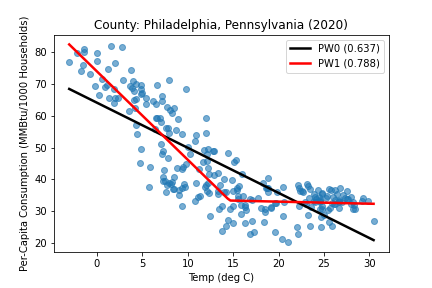 County: Philadelphia, Pennsylvania (2020)
PW0 (0.637)
PW1 (0.788)
Per-Capita Consumption (MMBtu/1000 Households)
80
70
60
50
40
30
20
0
5
10
15
20
25
30
Temp (deg C)